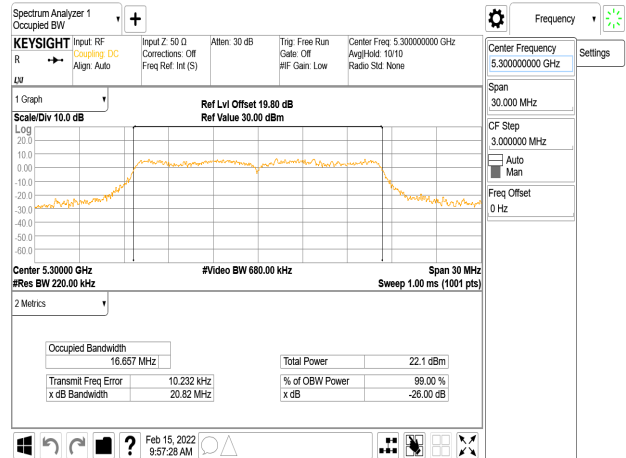 Spectrum Analyzer 1
Occupied BW
Frequency
KEYSIGHT
R
Input: RF
Coupling: DC
Align: Auto
Input Z: 50 Ω
Corrections: Off
Freq Ref: Int (S)
Atten: 30 dB
Trig: Free Run
Gate: Off
#IF Gain: Low
Center Freq: 5.300000000 GHz
Avg|Hold: 10/10
Radio Std: None
Center Frequency
5.300000000 GHz
Settings
Span
30.000 MHz
CF Step
3.000000 MHz
Auto
Man
Freq Offset
0 Hz
1 Graph
Scale/Div 10.0 dB
Ref Lvl Offset 19.80 dB
Ref Value 30.00 dBm
Log
20.0
10.0
0.00
-10.0
-20.0
-30.0
-40.0
-50.0
-60.0
Center 5.30000 GHz
#Video BW 680.00 kHz
Span 30 MHz
#Res BW 220.00 kHz
Sweep 1.00 ms (1001 pts)
2 Metrics
Occupied Bandwidth
16.657 MHz
Total Power 22.1 dBm
Transmit Freq Error 10.232 kHz
% of OBW Power 99.00 %
x dB Bandwidth 20.82 MHz
x dB -26.00 dB
?
Feb 15, 2022
9:57:28 AM